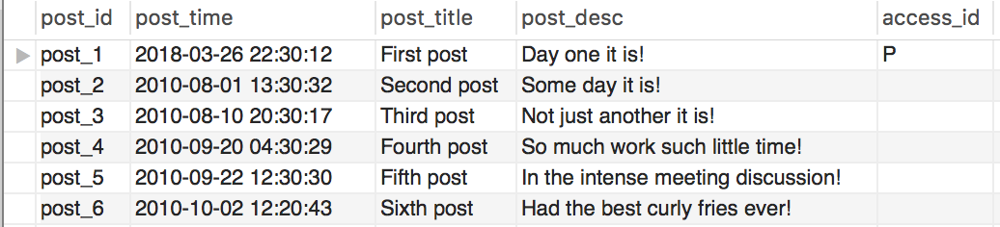 post_id post_time post_title post_desc access_id
post_1 2018-03-26 22:30:12 First post Day one it is! P
post_2 2010-08-01 13:30:32 Second post Some day it is!
post_3 2010-08-10 20:30:17 Third post Not just another it is!
post_4 2010-09-20 04:30:29 Fourth post So much work such little time!
post_5 2010-09-22 12:30:30 Fifth post In the intense meeting discussion!
post_6 2010-10-02 12:20:43 Sixth post Had the best curly fries ever!